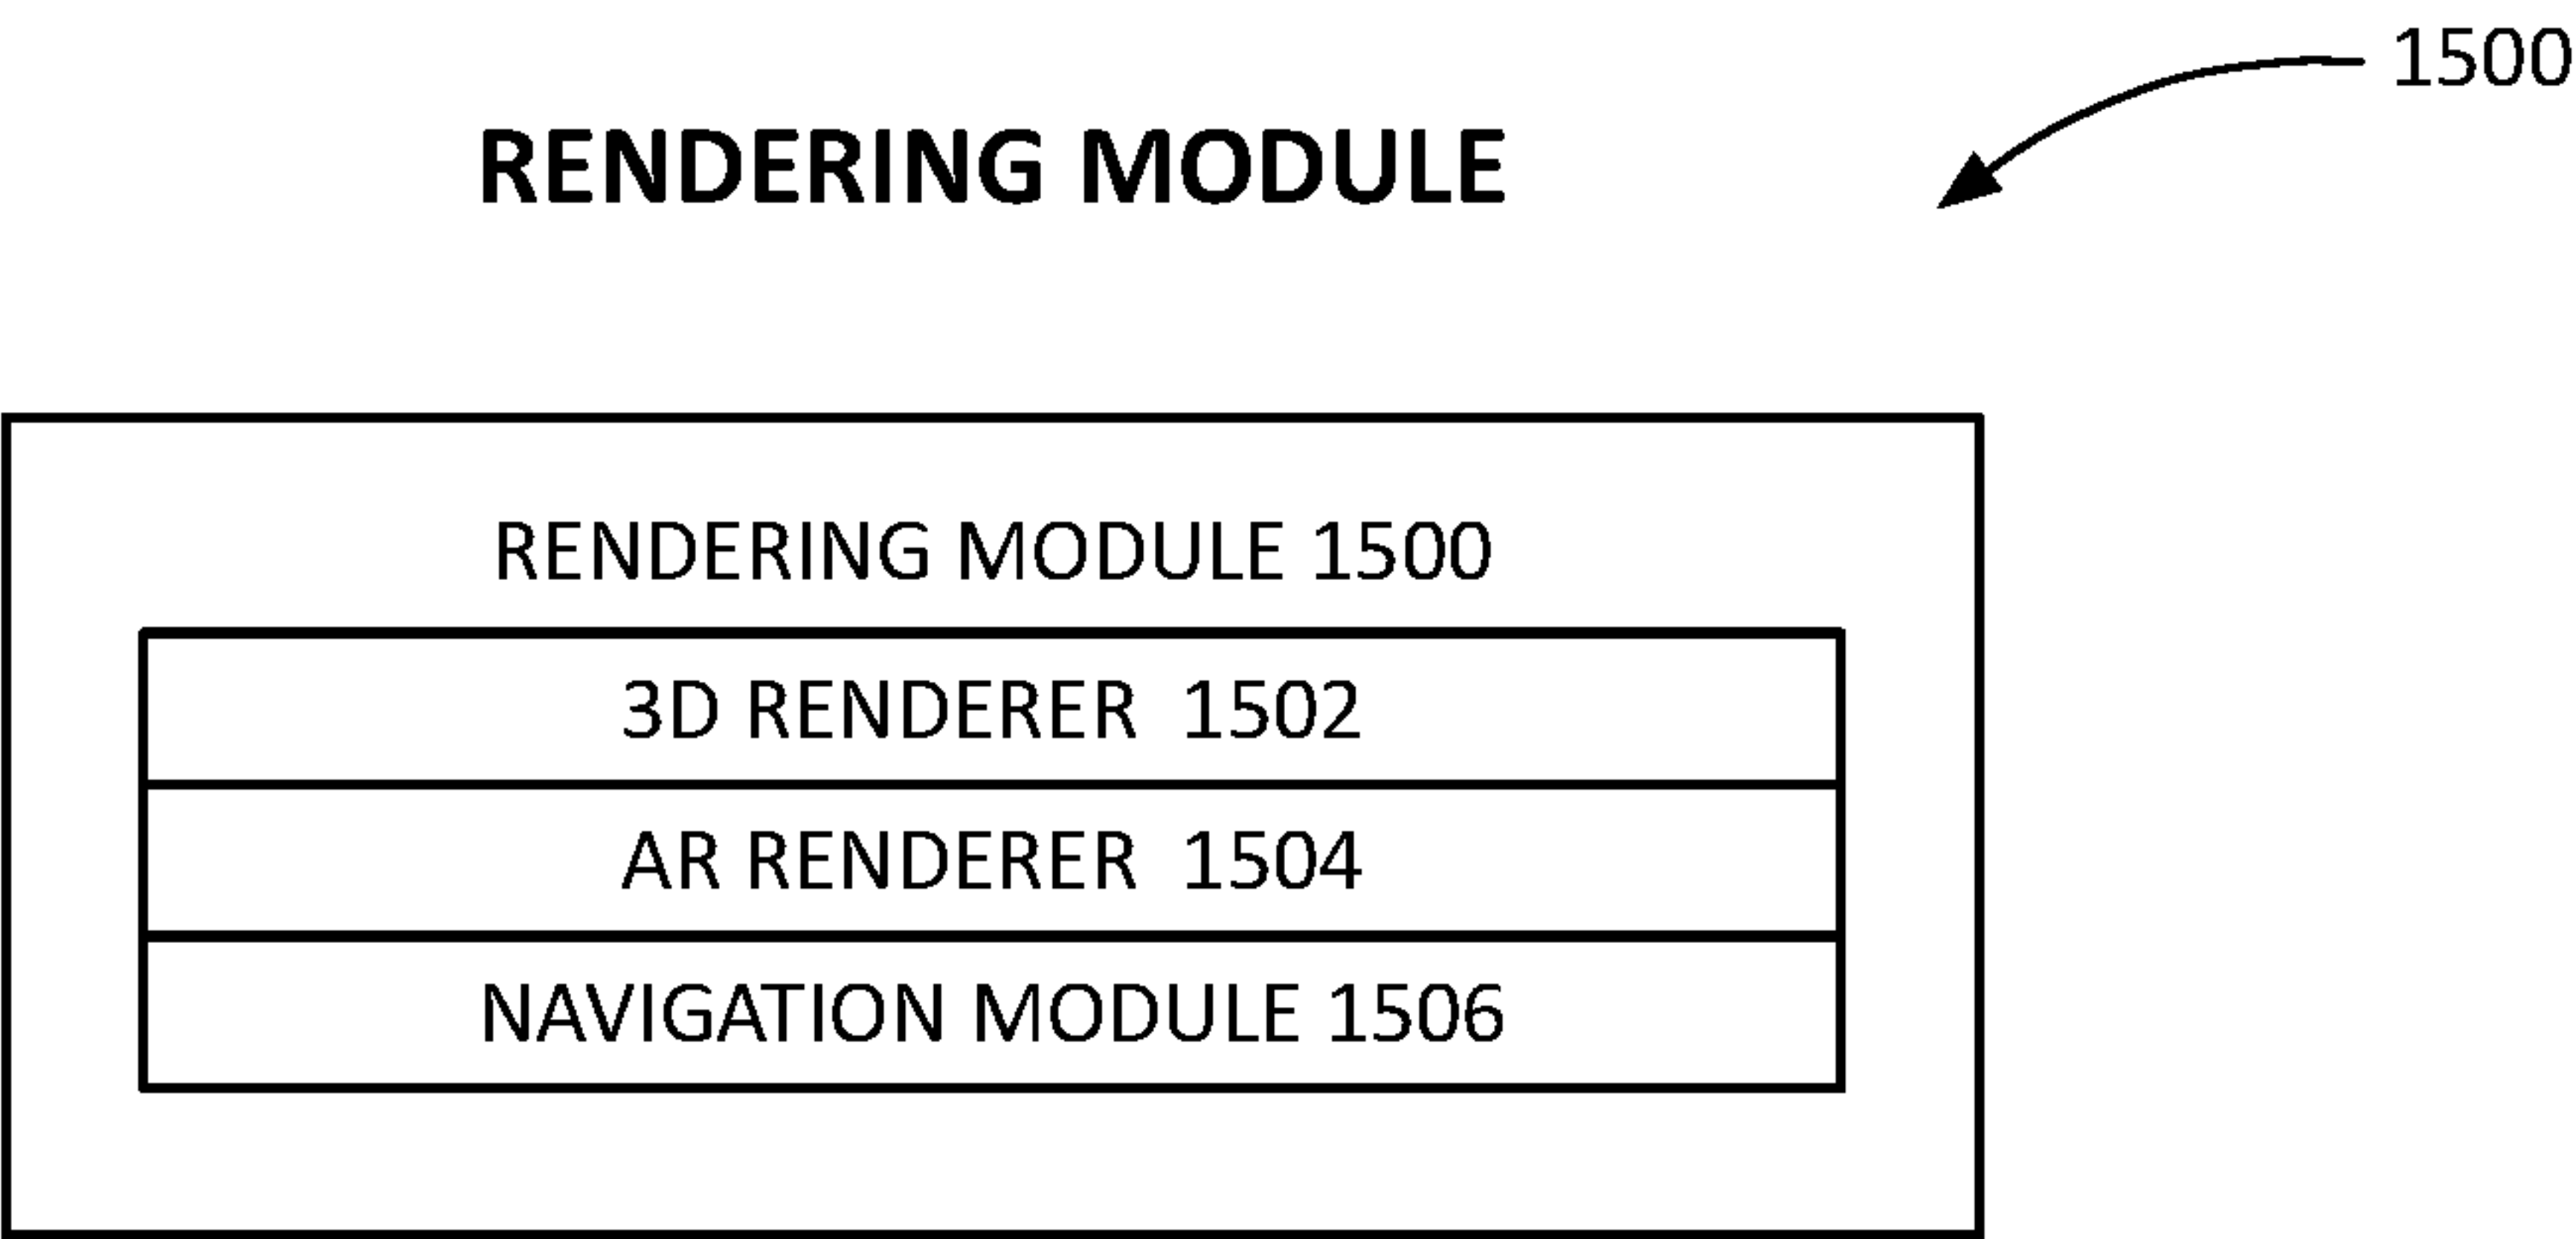 1500
RENDERING MODULE
RENDERING MODULE 1500
3D RENDERER 1502
AR RENDERER 1504
NAVIGATION MODULE 1506